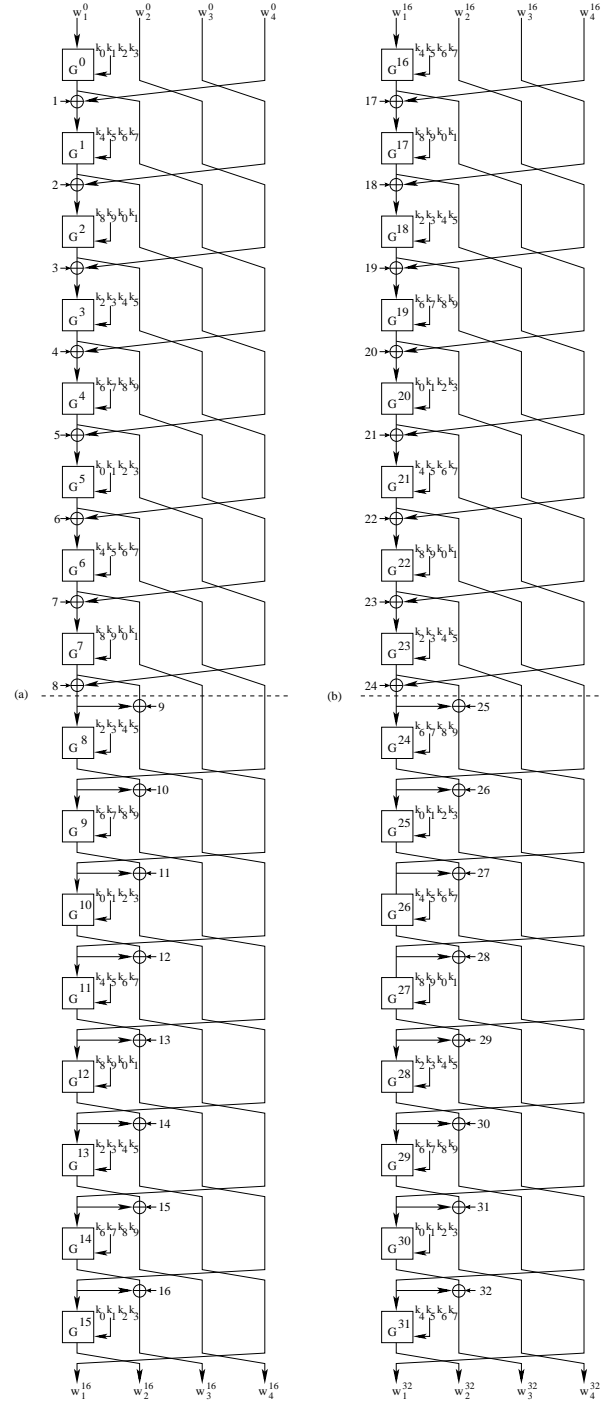 w₁⁰ w₂⁰ w₃⁰ w₄⁰
k₀k₁k₂k₃
G⁰
1
k₄k₅k₆k₇
G¹
2
k₈k₉k₀k₁
G²
3
k₂k₃k₄k₅
G³
4
k₆k₇k₈k₉
G⁴
5
k₀k₁k₂k₃
G⁵
6
k₄k₅k₆k₇
G⁶
7
k₈k₉k₀k₁
G⁷
8
(a)
9
k₂k₃k₄k₅
G⁸
10
k₆k₇k₈k₉
G⁹
11
k₀k₁k₂k₃
G¹⁰
12
k₄k₅k₆k₇
G¹¹
13
k₈k₉k₀k₁
G¹²
14
k₂k₃k₄k₅
G¹³
15
k₆k₇k₈k₉
G¹⁴
16
k₀k₁k₂k₃
G¹⁵
w₁¹⁶ w₂¹⁶ w₃¹⁶ w₄¹⁶
w₁¹⁶ w₂¹⁶ w₃¹⁶ w₄¹⁶
k₄k₅k₆k₇
G¹⁶
17
k₈k₉k₀k₁
G¹⁷
18
k₂k₃k₄k₅
G¹⁸
19
k₆k₇k₈k₉
G¹⁹
20
k₀k₁k₂k₃
G²⁰
21
k₄k₅k₆k₇
G²¹
22
k₈k₉k₀k₁
G²²
23
k₂k₃k₄k₅
G²³
24
(b)
25
k₆k₇k₈k₉
G²⁴
26
k₀k₁k₂k₃
G²⁵
27
k₄k₅k₆k₇
G²⁶
28
k₈k₉k₀k₁
G²⁷
29
k₂k₃k₄k₅
G²⁸
30
k₆k₇k₈k₉
G²⁹
31
k₀k₁k₂k₃
G³⁰
32
k₄k₅k₆k₇
G³¹
w₁³² w₂³² w₃³² w₄³²